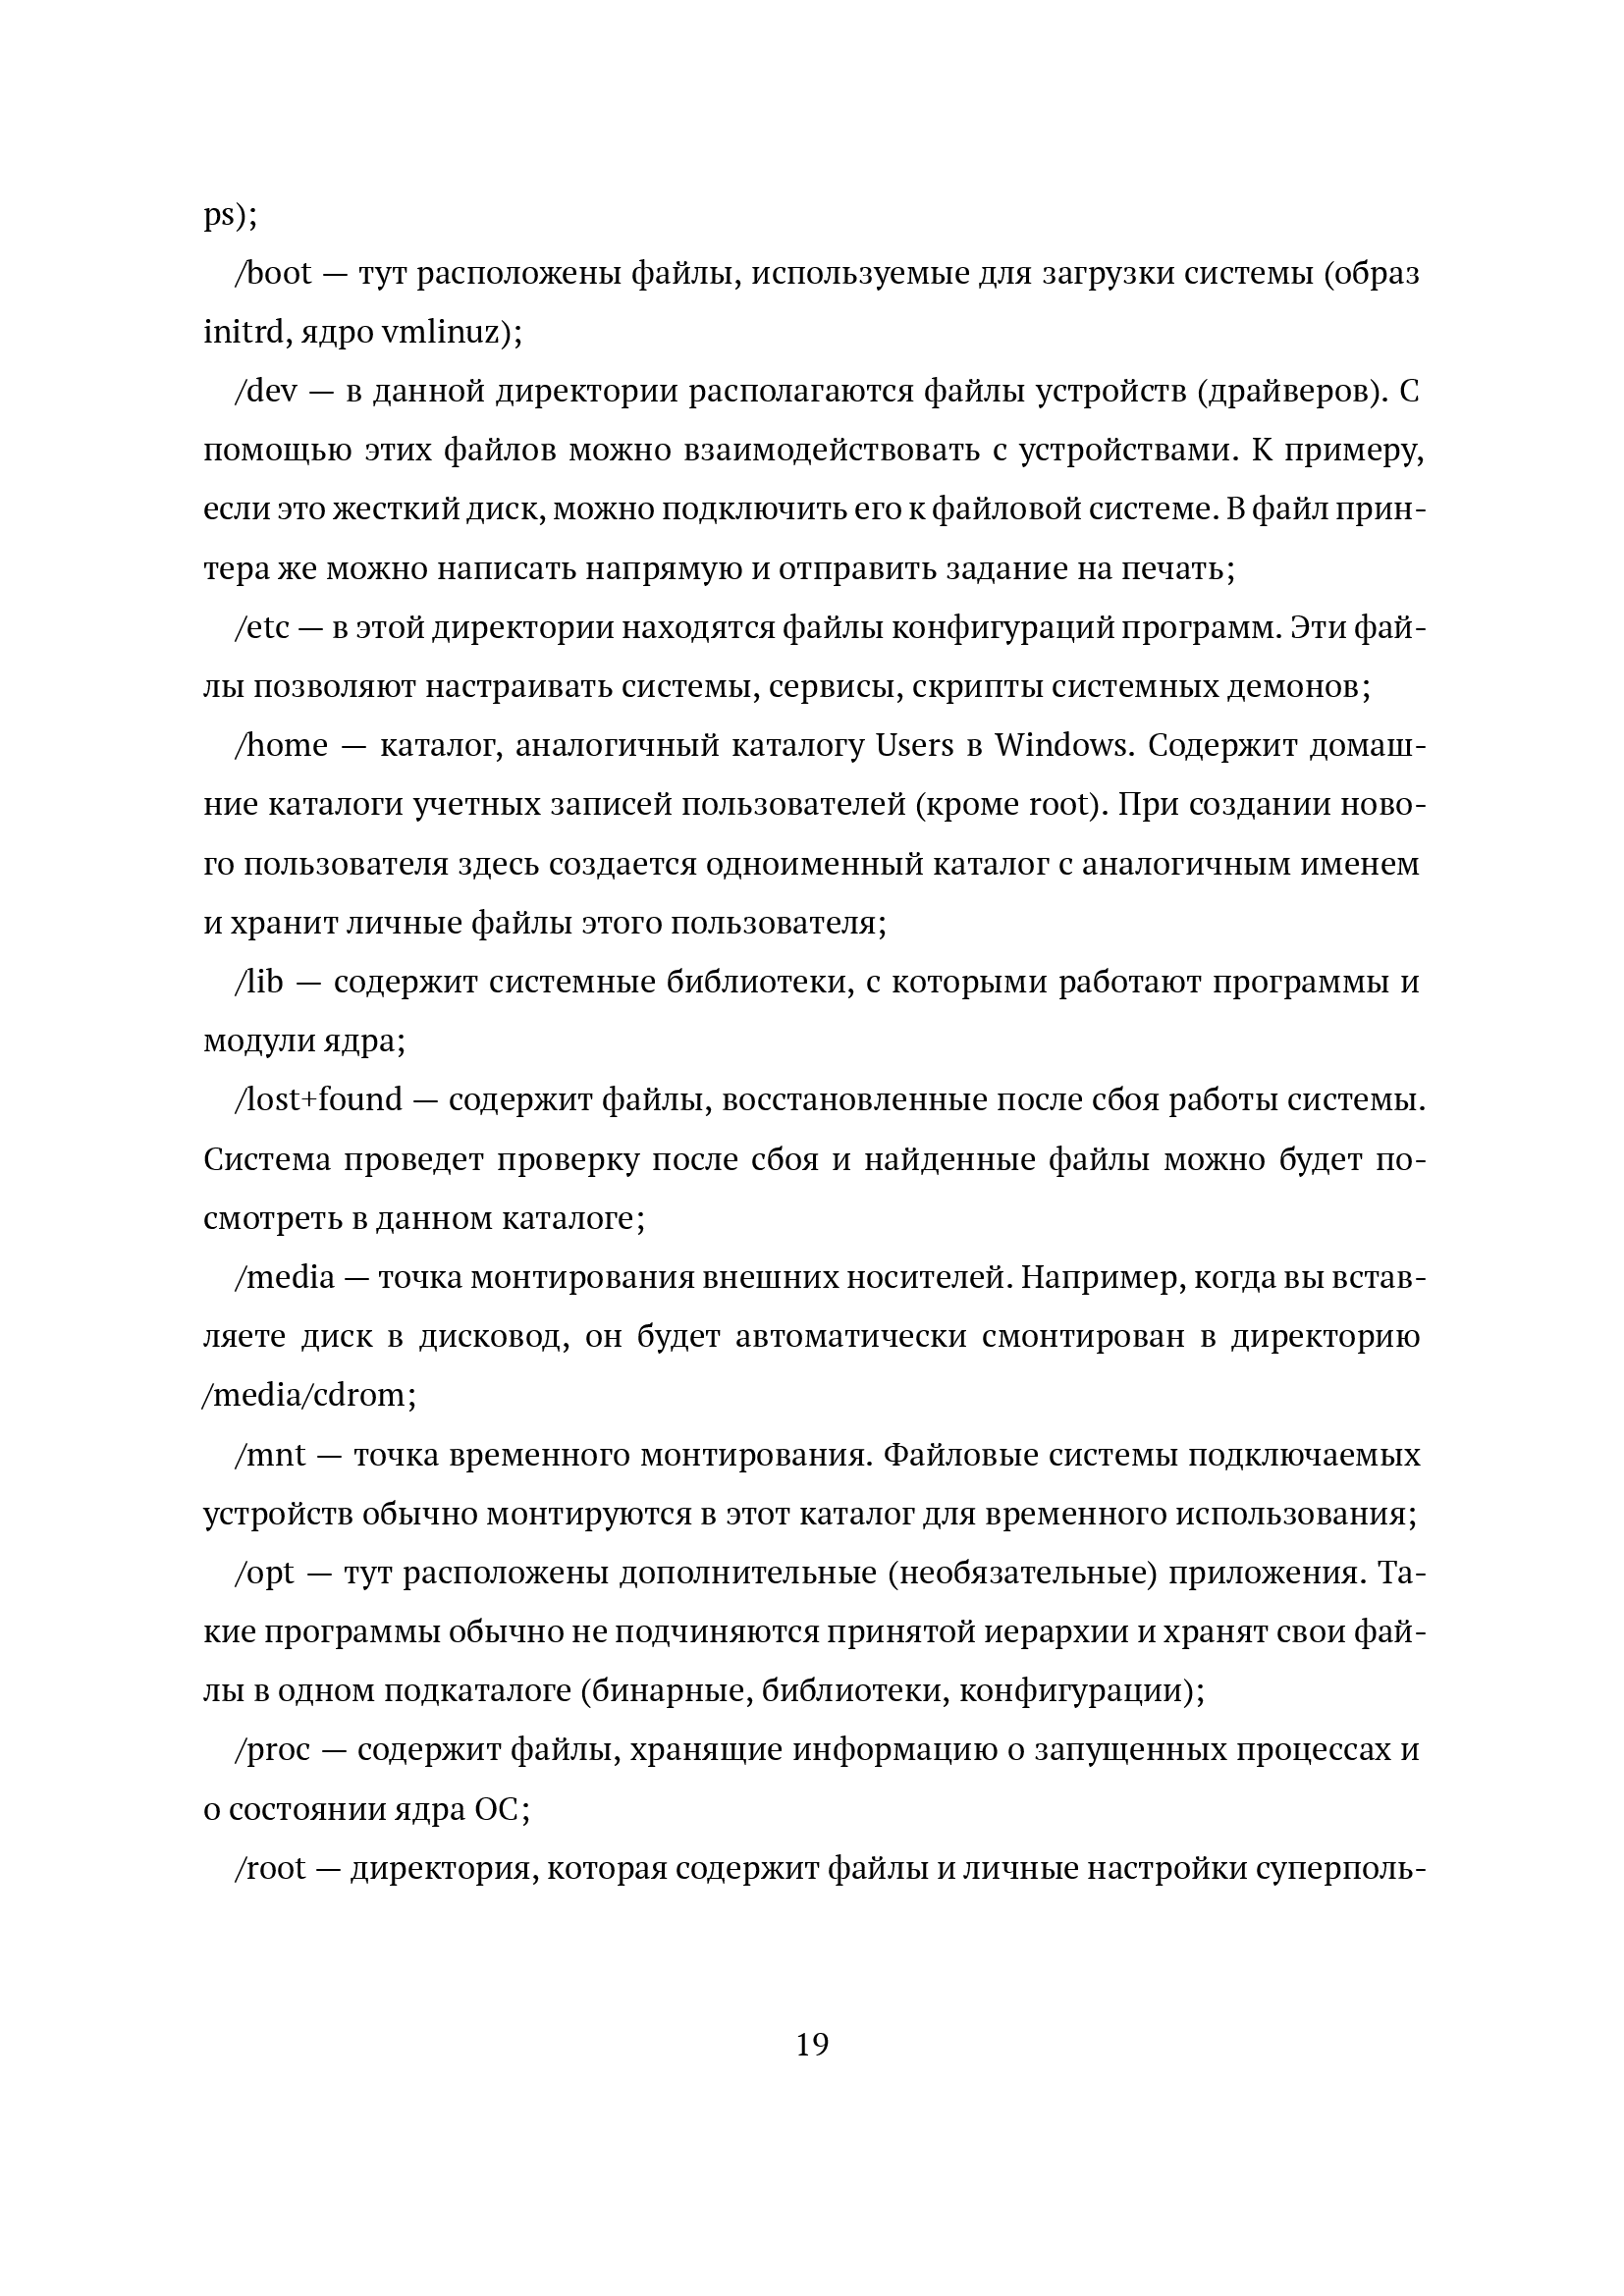 ps);
/boot — тут расположены файлы, используемые для загрузки системы (образ
initrd, ядро vmlinuz);
/dev — в данной директории располагаются файлы устройств (драйверов). С
помощью этих файлов можно взаимодействовать с устройствами. К примеру,
если это жесткий диск, можно подключить его к файловой системе. В файл прин-
тера же можно написать напрямую и отправить задание на печать;
/etc — в этой директории находятся файлы конфигураций программ. Эти фай-
лы позволяют настраивать системы, сервисы, скрипты системных демонов;
/home — каталог, аналогичный каталогу Users в Windows. Содержит домаш-
ние каталоги учетных записей пользователей (кроме root). При создании ново-
го пользователя здесь создается одноименный каталог с аналогичным именем
и хранит личные файлы этого пользователя;
/lib — содержит системные библиотеки, с которыми работают программы и
модули ядра;
/lost+found — содержит файлы, восстановленные после сбоя работы системы.
Система проведет проверку после сбоя и найденные файлы можно будет по-
смотреть в данном каталоге;
/media — точка монтирования внешних носителей. Например, когда вы встав-
ляете диск в дисковод, он будет автоматически смонтирован в директорию
/media/cdrom;
/mnt — точка временного монтирования. Файловые системы подключаемых
устройств обычно монтируются в этот каталог для временного использования;
/opt — тут расположены дополнительные (необязательные) приложения. Та-
кие программы обычно не подчиняются принятой иерархии и хранят свои фай-
лы в одном подкаталоге (бинарные, библиотеки, конфигурации);
/proc — содержит файлы, хранящие информацию о запущенных процессах и
о состоянии ядра ОС;
/root — директория, которая содержит файлы и личные настройки суперполь-
19